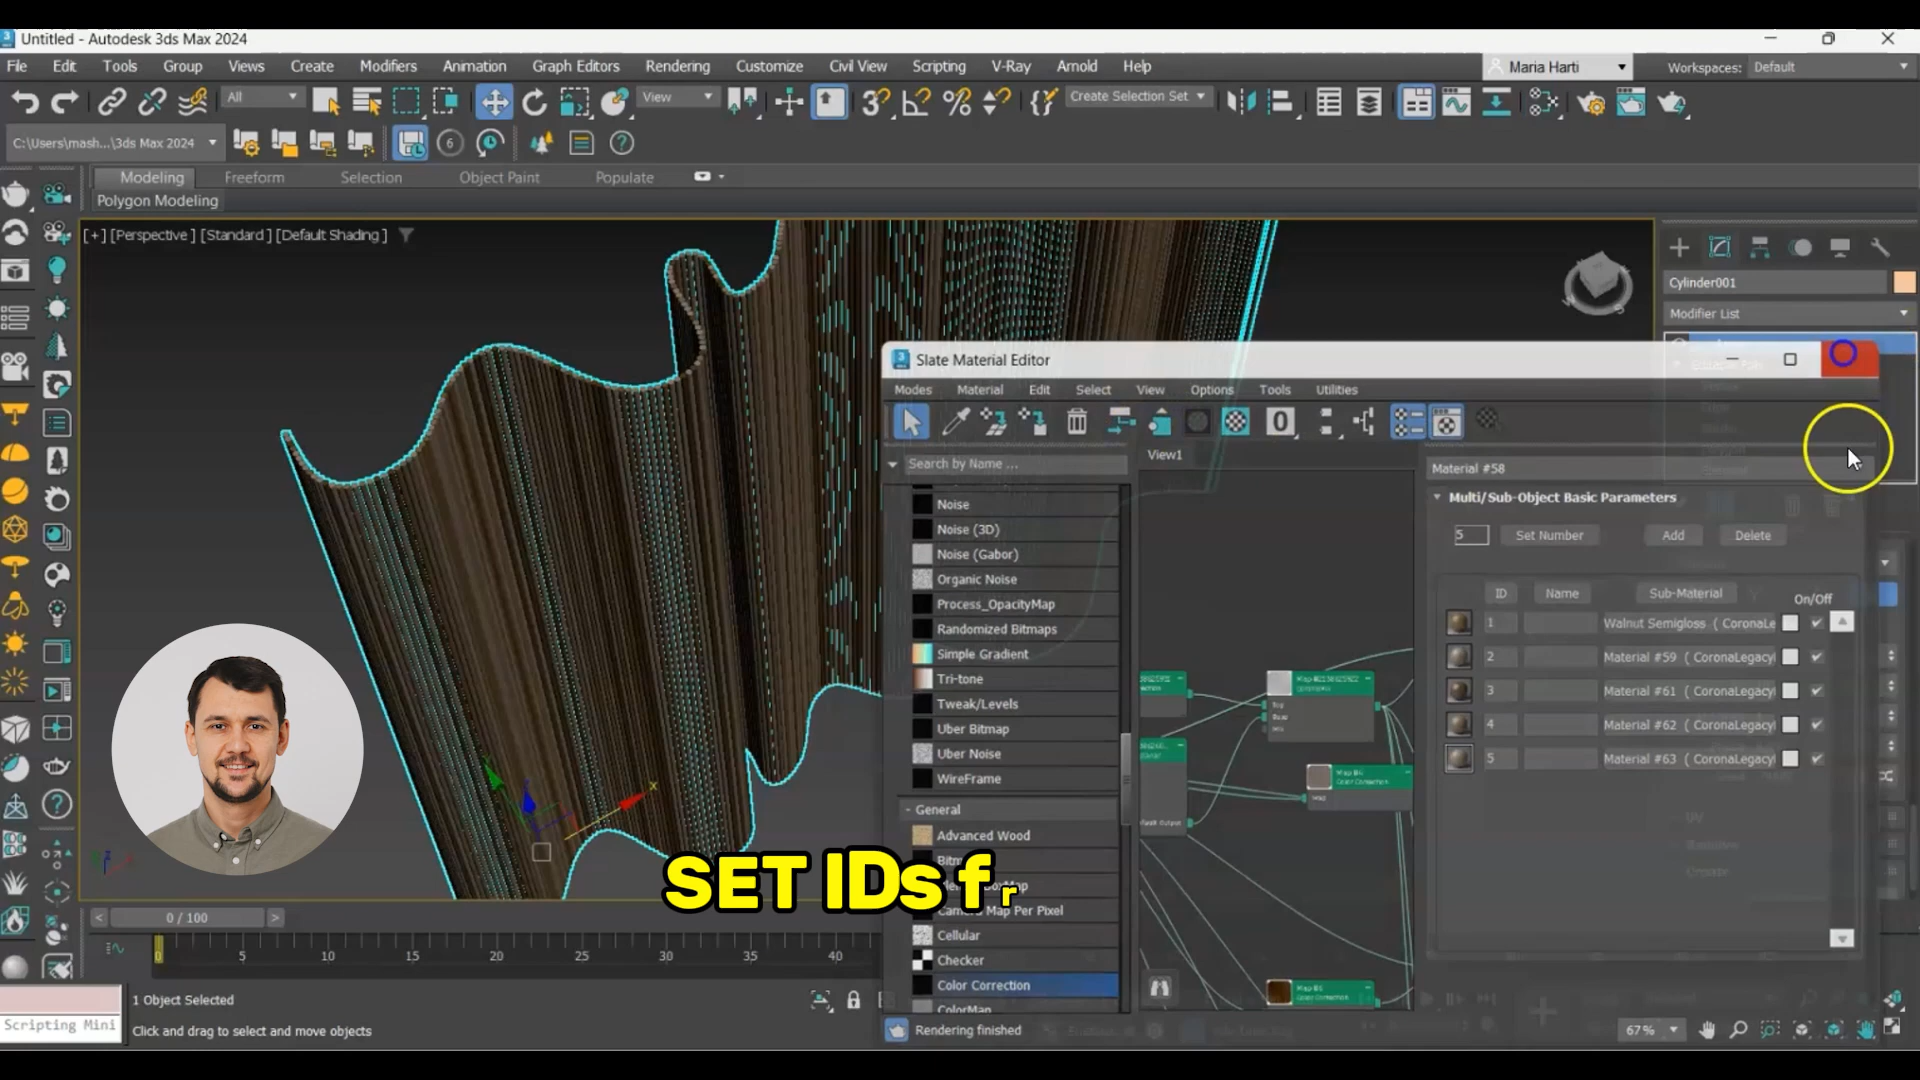 Untitled - Autodesk 3ds Max 2024
File Edit Tools Group Views Create Modifiers Animation Graph Editors Rendering Customize Civil View Scripting V-Ray Arnold Help Maria Harti Workspaces: Default
All View Create Selection Set
C:\Users\mash...\3ds Max 2024
Modeling Freeform Selection Object Paint Populate
Polygon Modeling
[+] [Perspective ] [Standard ] [Default Shading ]
Cylinder001
Modifier List
Slate Material Editor
Modes Material Edit Select View Options Tools Utilities
Search by Name ...
View1
Material #58
Noise
Noise (3D)
Noise (Gabor)
Organic Noise
Process_OpacityMap
Randomized Bitmaps
Simple Gradient
Tri-tone
Tweak/Levels
Uber Bitmap
Uber Noise
WireFrame
- General
Advanced Wood
Camera Map Per Pixel
Cellular
Checker
Color Correction
ColorMap
Multi/Sub-Object Basic Parameters
5 Set Number Add Delete
ID Name Sub-Material On/Off
1 Walnut Semigloss ( CoronaLe
2 Material #59 ( CoronaLegacy
3 Material #61 ( CoronaLegacy
4 Material #62 ( CoronaLegacy
5 Material #63 ( CoronaLegacy
SET IDs fr
< 0 / 100 >
0 5 10 15 20 25 30 35 40
1 Object Selected
Scripting Mini
Click and drag to select and move objects
Rendering finished
67%